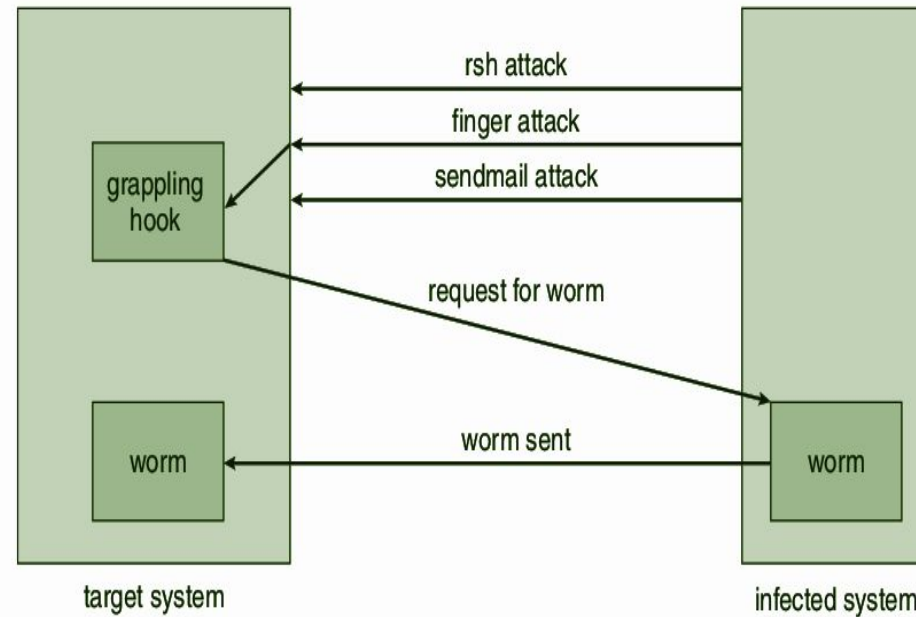 rsh attack
finger attack
sendmail attack
grappling
hook
request for worm
worm sent
worm
worm
target system
infected system